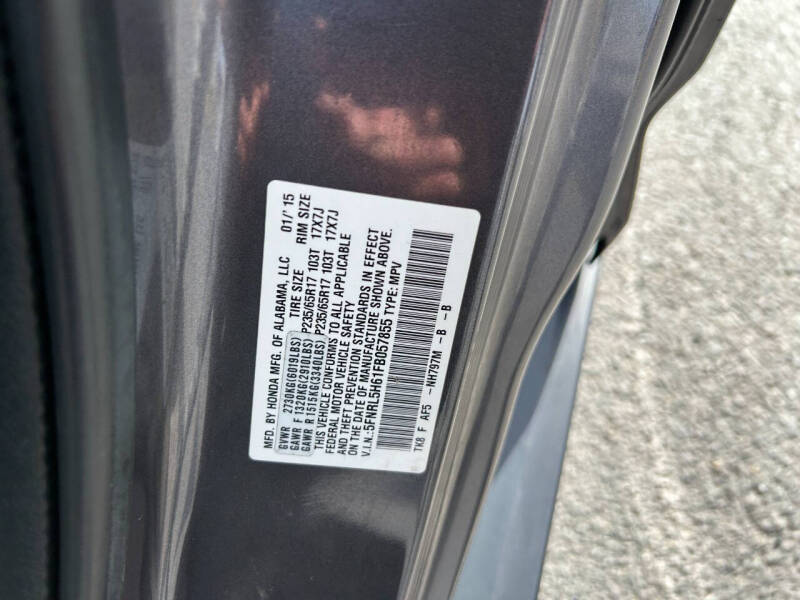 MFD. BY HONDA MFG. OF ALABAMA, LLC 01/'15
TIRE SIZE RIM SIZE
GVWR 2730KG(6019LBS)
GAWR F 1320KG(2910LBS) P235/65R17 103T 17X7J
GAWR R 1515KG(3340LBS) P235/65R17 103T 17X7J
THIS VEHICLE CONFORMS TO ALL APPLICABLE
FEDERAL MOTOR VEHICLE SAFETY
AND THEFT PREVENTION STANDARDS IN EFFECT
ON THE DATE OF MANUFACTURE SHOWN ABOVE.
V.I.N.:5FNRL5H61FB057855 TYPE: MPV
TK8 F AF5 -NH797M -B -B